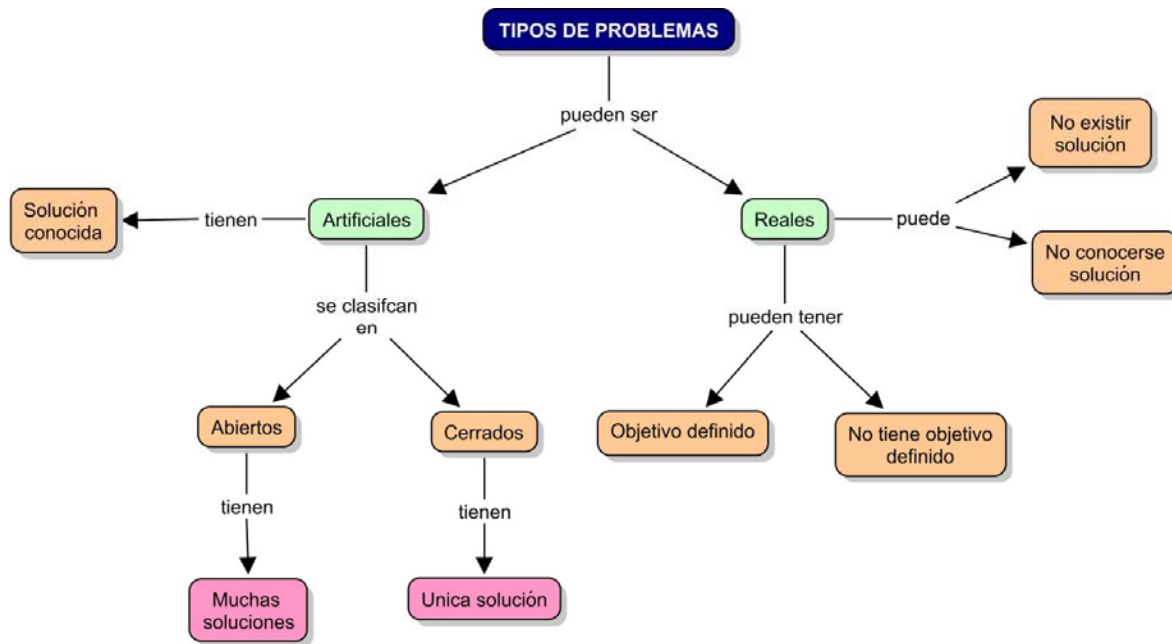 TIPOS DE PROBLEMAS
pueden ser
No existir
solución
Solución
conocida
tienen
Artificiales
Reales
puede
No conocerse
solución
se clasifcan
en
pueden tener
Abiertos
Cerrados
Objetivo definido
No tiene objetivo
definido
tienen
tienen
Muchas
soluciones
Unica solución